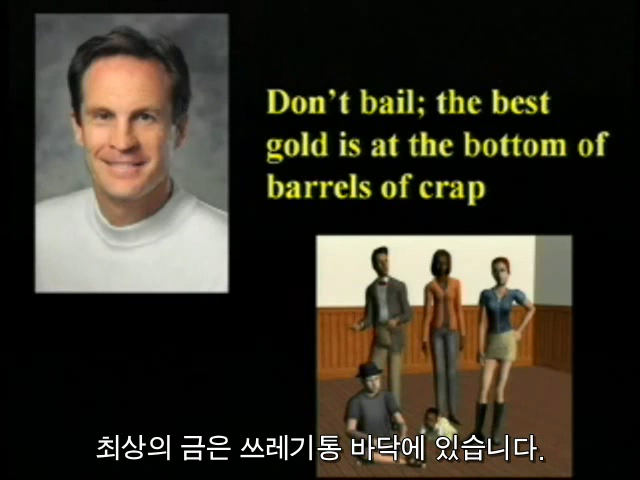 Don't bail; the best
gold is at the bottom of
barrels of crap
최상의 금은 쓰레기통 바닥에 있습니다.